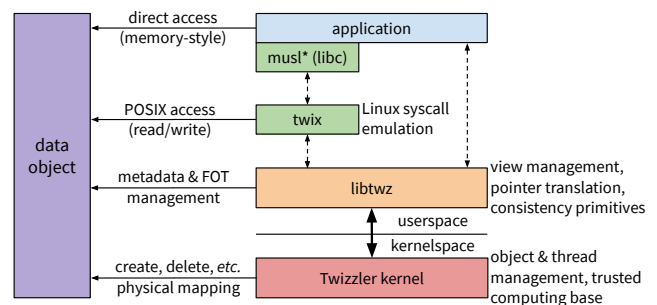 direct access
(memory-style)
application
musl* (libc)
POSIX access
(read/write)
twix
Linux syscall
emulation
data
object
metadata & FOT
management
libtwz
view management,
pointer translation,
consistency primitives
userspace
kernelspace
create, delete, etc.
physical mapping
Twizzler kernel
object & thread
management, trusted
computing base